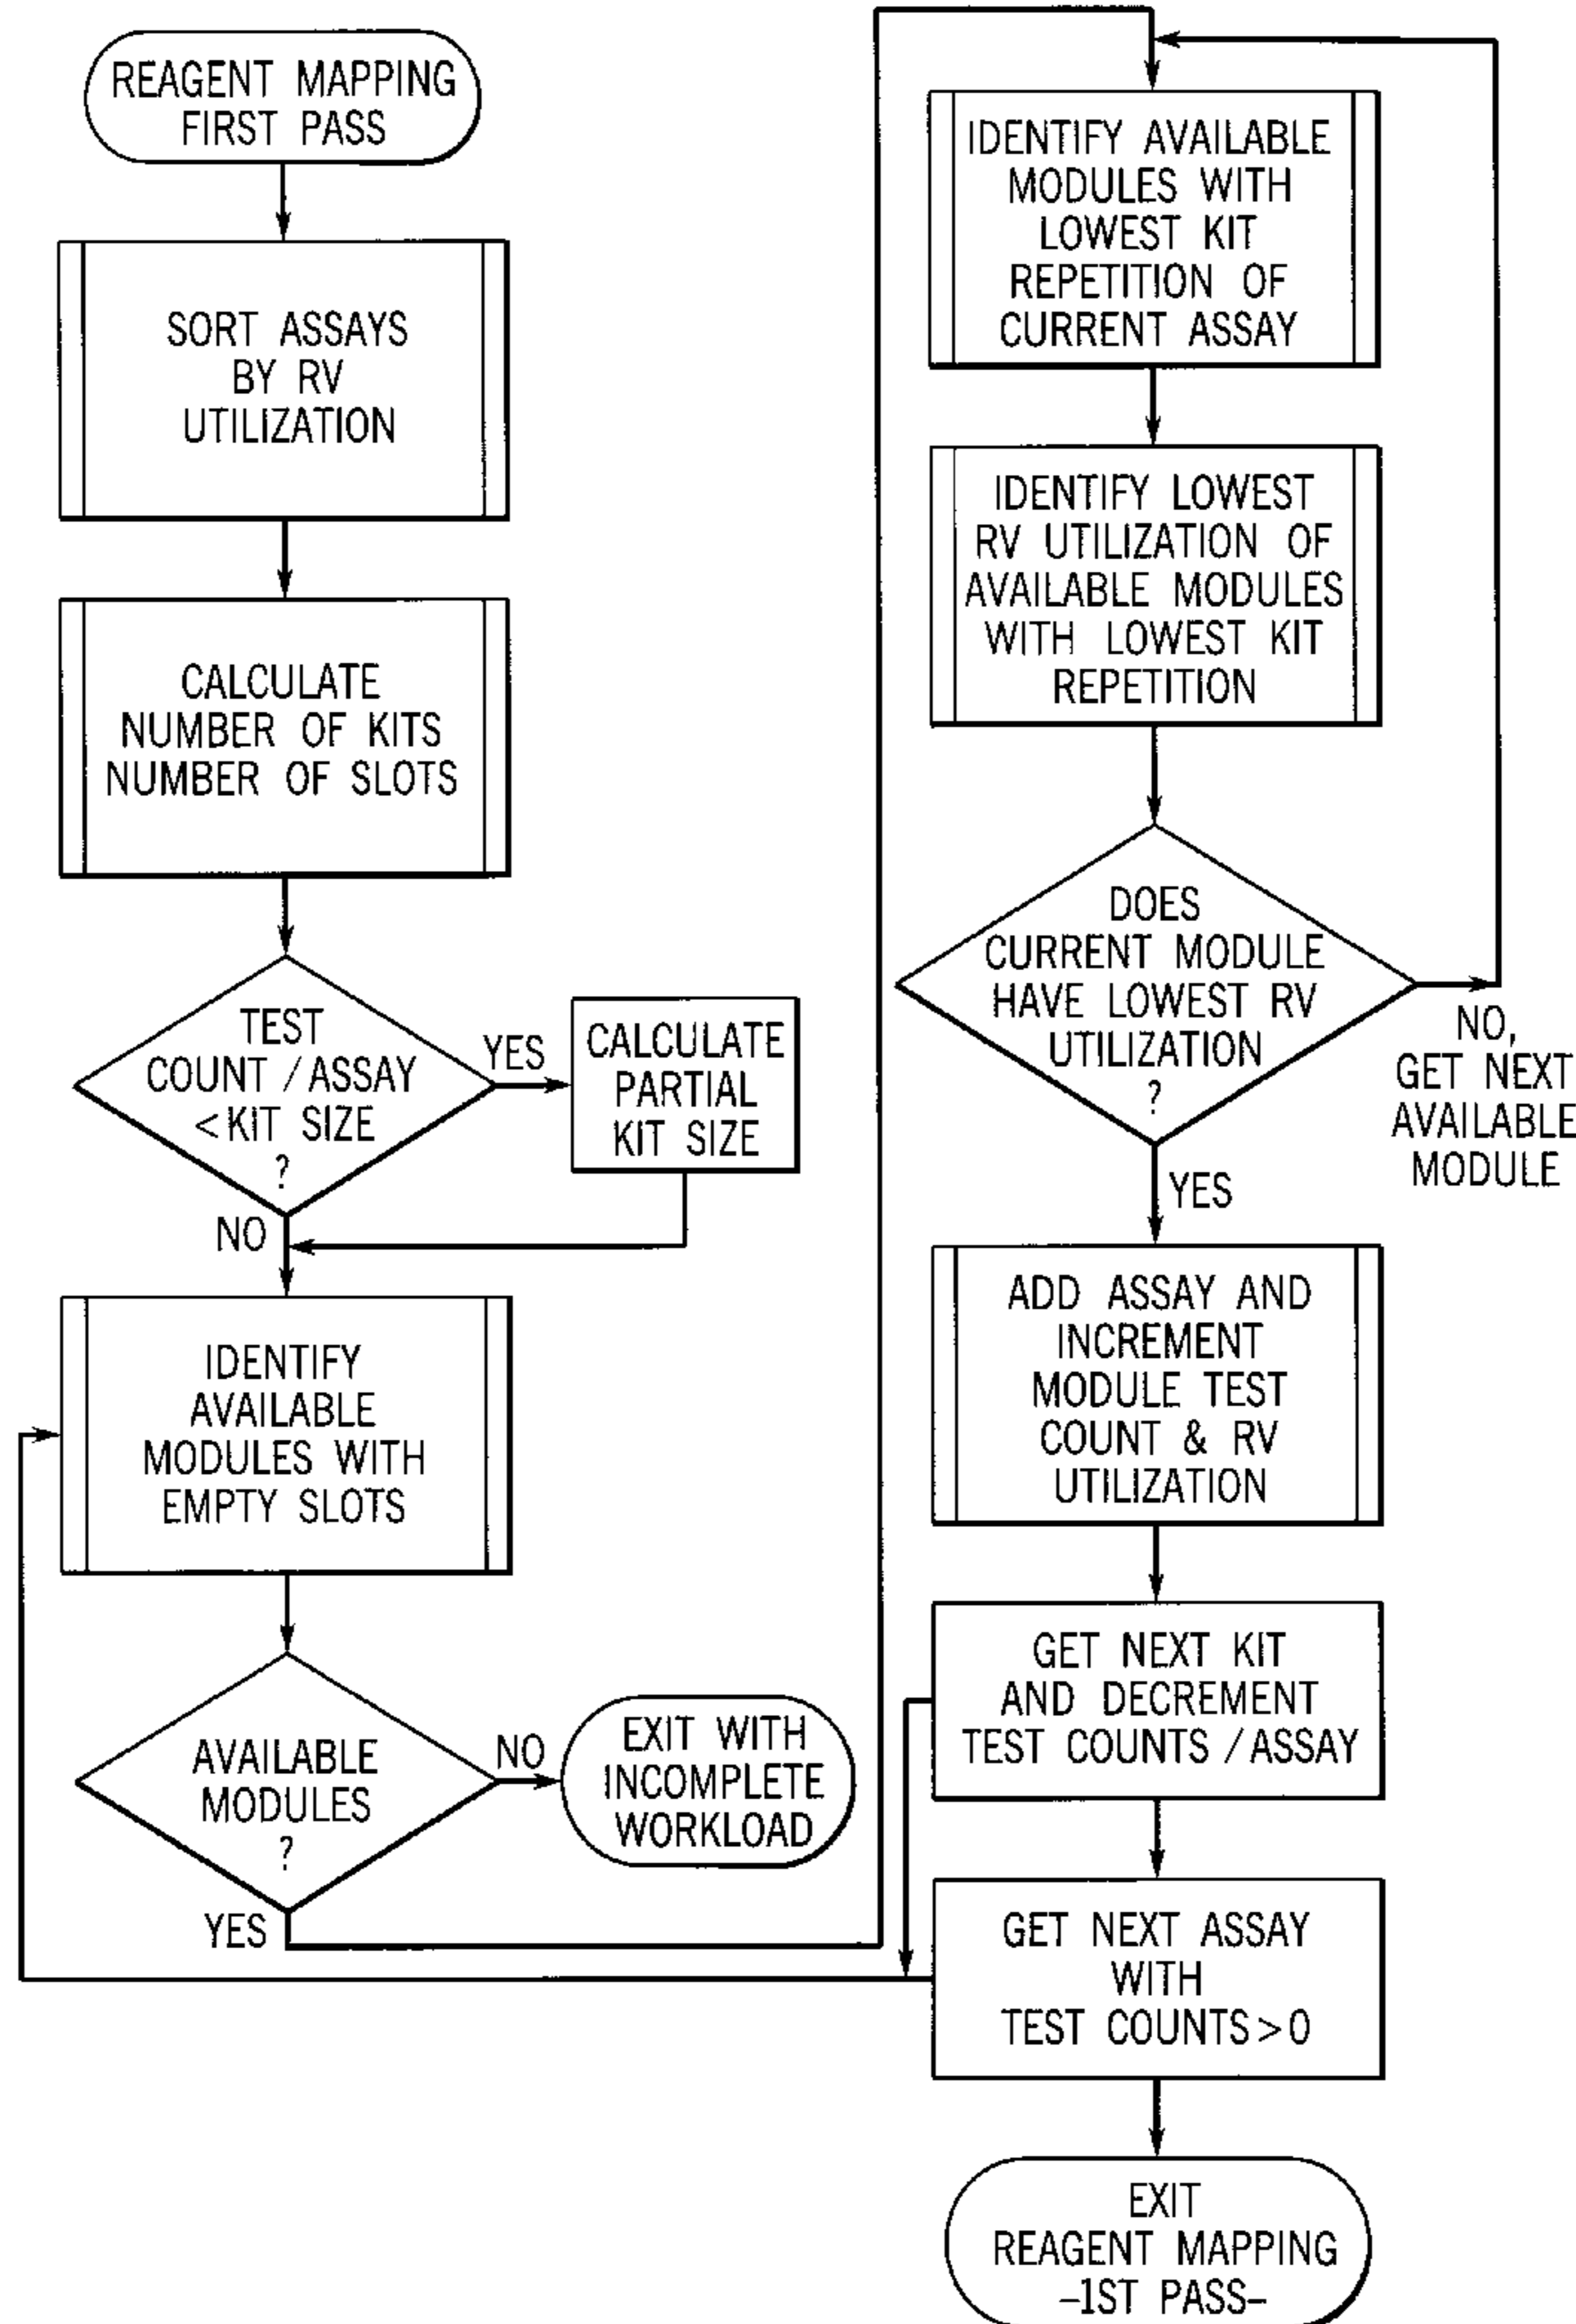 REAGENT MAPPING
FIRST PASS
SORT ASSAYS
BY RV
UTILIZATION
CALCULATE
NUMBER OF KITS
NUMBER OF SLOTS
TEST
COUNT / ASSAY
< KIT SIZE
?
YES
CALCULATE
PARTIAL
KIT SIZE
NO
IDENTIFY
AVAILABLE
MODULES WITH
EMPTY SLOTS
AVAILABLE
MODULES
?
NO
EXIT WITH
INCOMPLETE
WORKLOAD
YES
IDENTIFY AVAILABLE
MODULES WITH
LOWEST KIT
REPETITION OF
CURRENT ASSAY
IDENTIFY LOWEST
RV UTILIZATION OF
AVAILABLE MODULES
WITH LOWEST KIT
REPETITION
DOES
CURRENT MODULE
HAVE LOWEST RV
UTILIZATION
?
NO,
GET NEXT
AVAILABLE
MODULE
YES
ADD ASSAY AND
INCREMENT
MODULE TEST
COUNT & RV
UTILIZATION
GET NEXT KIT
AND DECREMENT
TEST COUNTS / ASSAY
GET NEXT ASSAY
WITH
TEST COUNTS > 0
EXIT
REAGENT MAPPING
–1ST PASS–